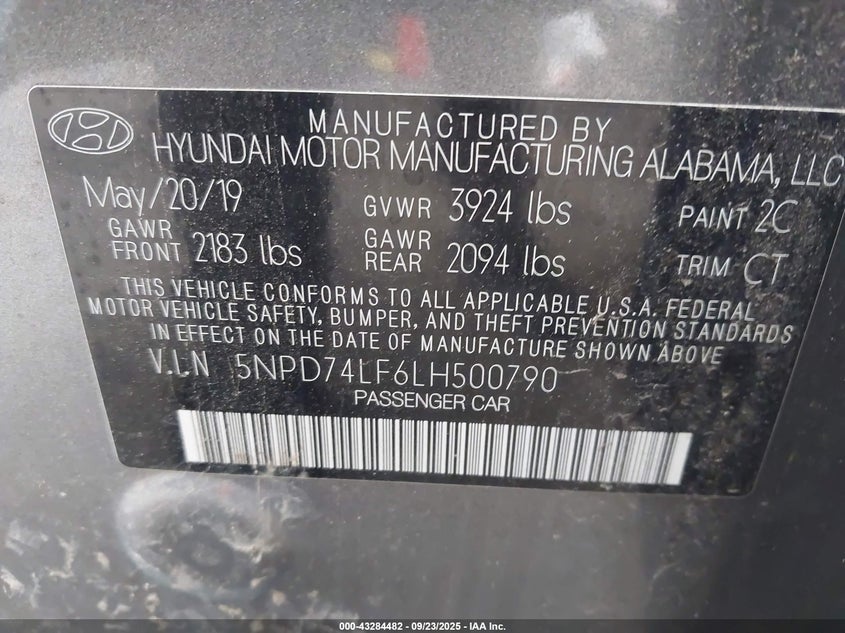 MANUFACTURED BY
HYUNDAI MOTOR MANUFACTURING ALABAMA, LLC
May/20/19 GVWR 3924 lbs PAINT 2C
GAWR FRONT 2183 lbs GAWR REAR 2094 lbs TRIM CT
THIS VEHICLE CONFORMS TO ALL APPLICABLE U.S.A. FEDERAL
MOTOR VEHICLE SAFETY, BUMPER, AND THEFT PREVENTION STANDARDS
IN EFFECT ON THE DATE OF MANUFACTURE SHOWN ABOVE.
V.I.N 5NPD74LF6LH500790
PASSENGER CAR
000-43284482 - 09/23/2025 - IAA Inc.